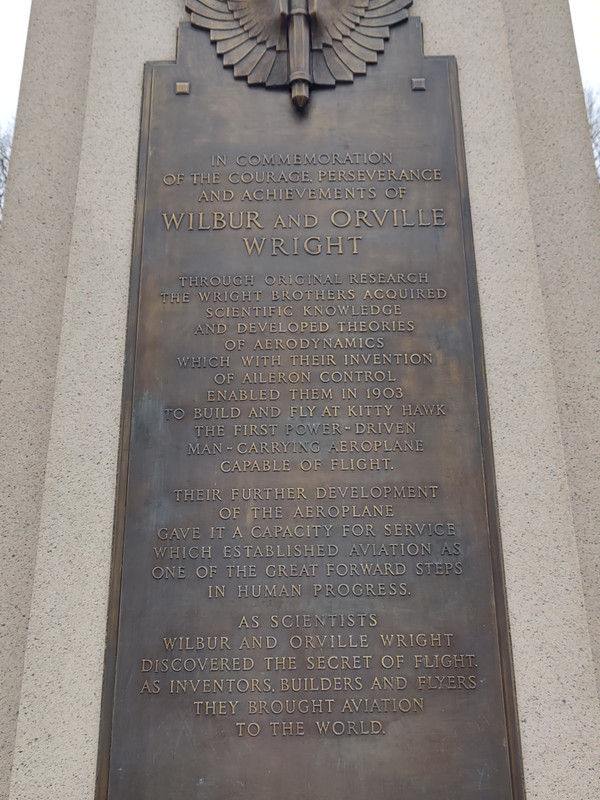 IN COMMEMORATION
OF THE COURAGE, PERSEVERANCE
AND ACHIEVEMENTS OF
WILBUR AND ORVILLE
WRIGHT
THROUGH ORIGINAL RESEARCH
THE WRIGHT BROTHERS ACQUIRED
SCIENTIFIC KNOWLEDGE
AND DEVELOPED THEORIES
OF AERODYNAMICS
WHICH WITH THEIR INVENTION
OF AILERON CONTROL
ENABLED THEM IN 1903
TO BUILD AND FLY AT KITTY HAWK
THE FIRST POWER-DRIVEN
MAN-CARRYING AEROPLANE
CAPABLE OF FLIGHT.
THEIR FURTHER DEVELOPMENT
OF THE AEROPLANE
GAVE IT A CAPACITY FOR SERVICE
WHICH ESTABLISHED AVIATION AS
ONE OF THE GREAT FORWARD STEPS
IN HUMAN PROGRESS.
AS SCIENTISTS
WILBUR AND ORVILLE WRIGHT
DISCOVERED THE SECRET OF FLIGHT.
AS INVENTORS, BUILDERS AND FLYERS
THEY BROUGHT AVIATION
TO THE WORLD.